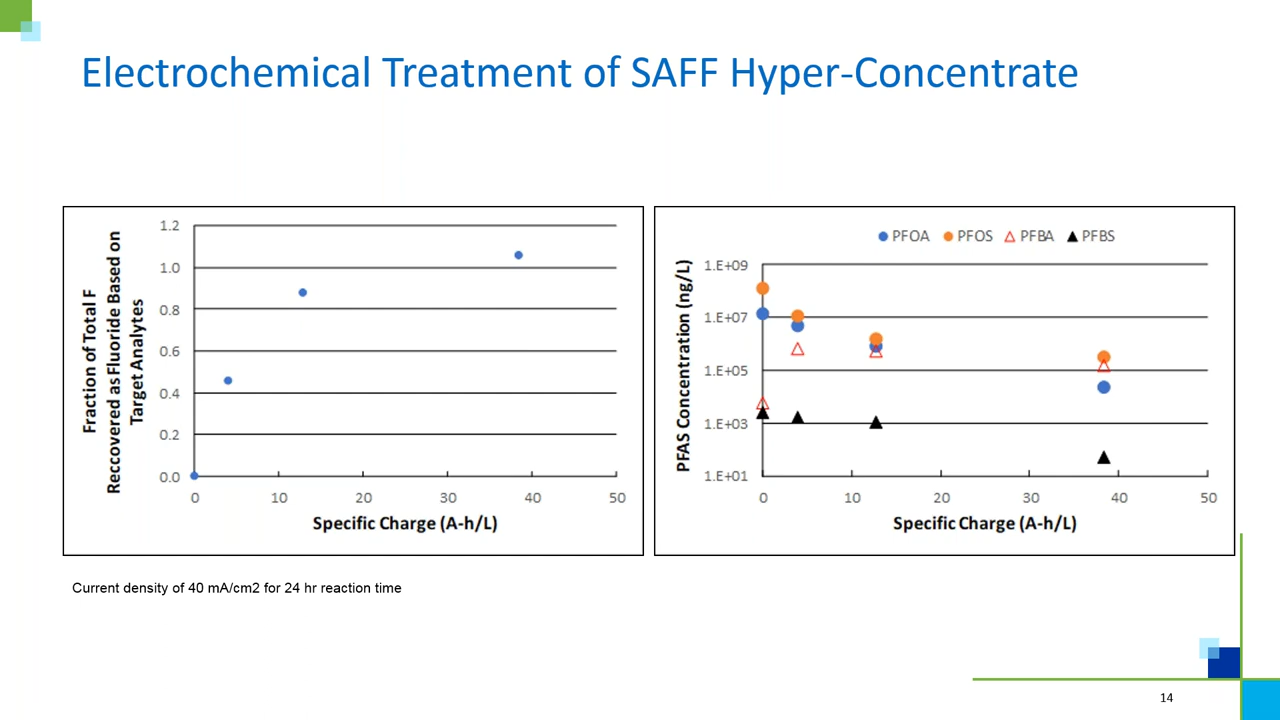 Electrochemical Treatment of SAFF Hyper-Concentrate
Fraction of Total F
Reccovered as Fluoride Based on
Target Analytes
1.2
1.0
0.8
0.6
0.4
0.2
0.0
0 10 20 30 40 50
Specific Charge (A-h/L)
PFOA PFOS PFBA PFBS
PFAS Concentration (ng/L)
1.E+09
1.E+07
1.E+05
1.E+03
1.E+01
0 10 20 30 40 50
Specific Charge (A-h/L)
Current density of 40 mA/cm2 for 24 hr reaction time
14